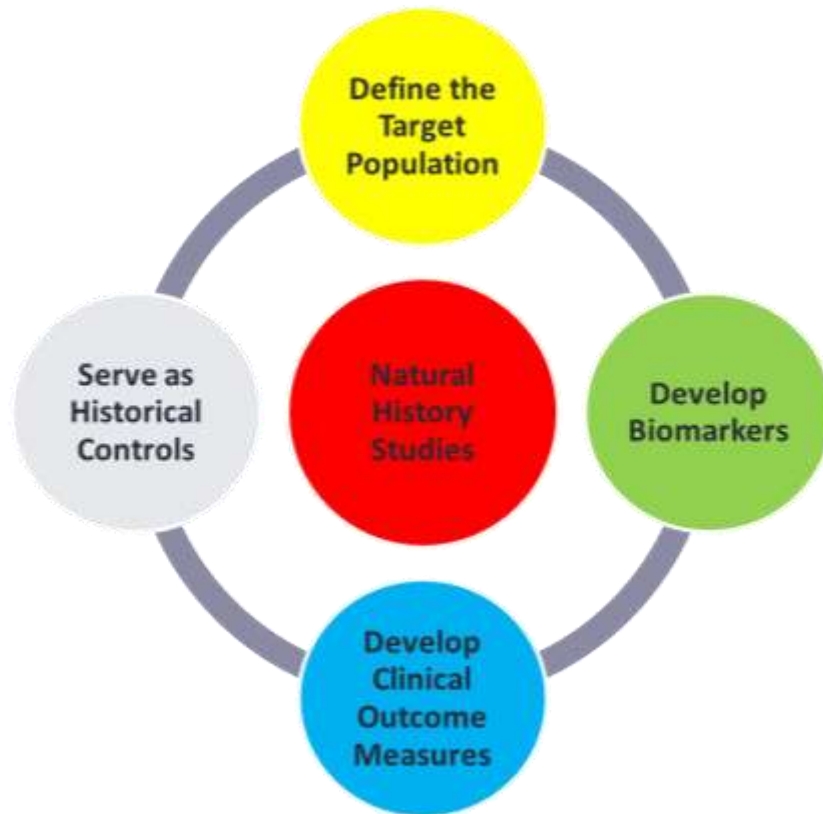 Define the
Target
Population
Serve as
Historical
Controls
Natural
History
Studies
Develop
Biomarkers
Develop
Clinical
Outcome
Measures